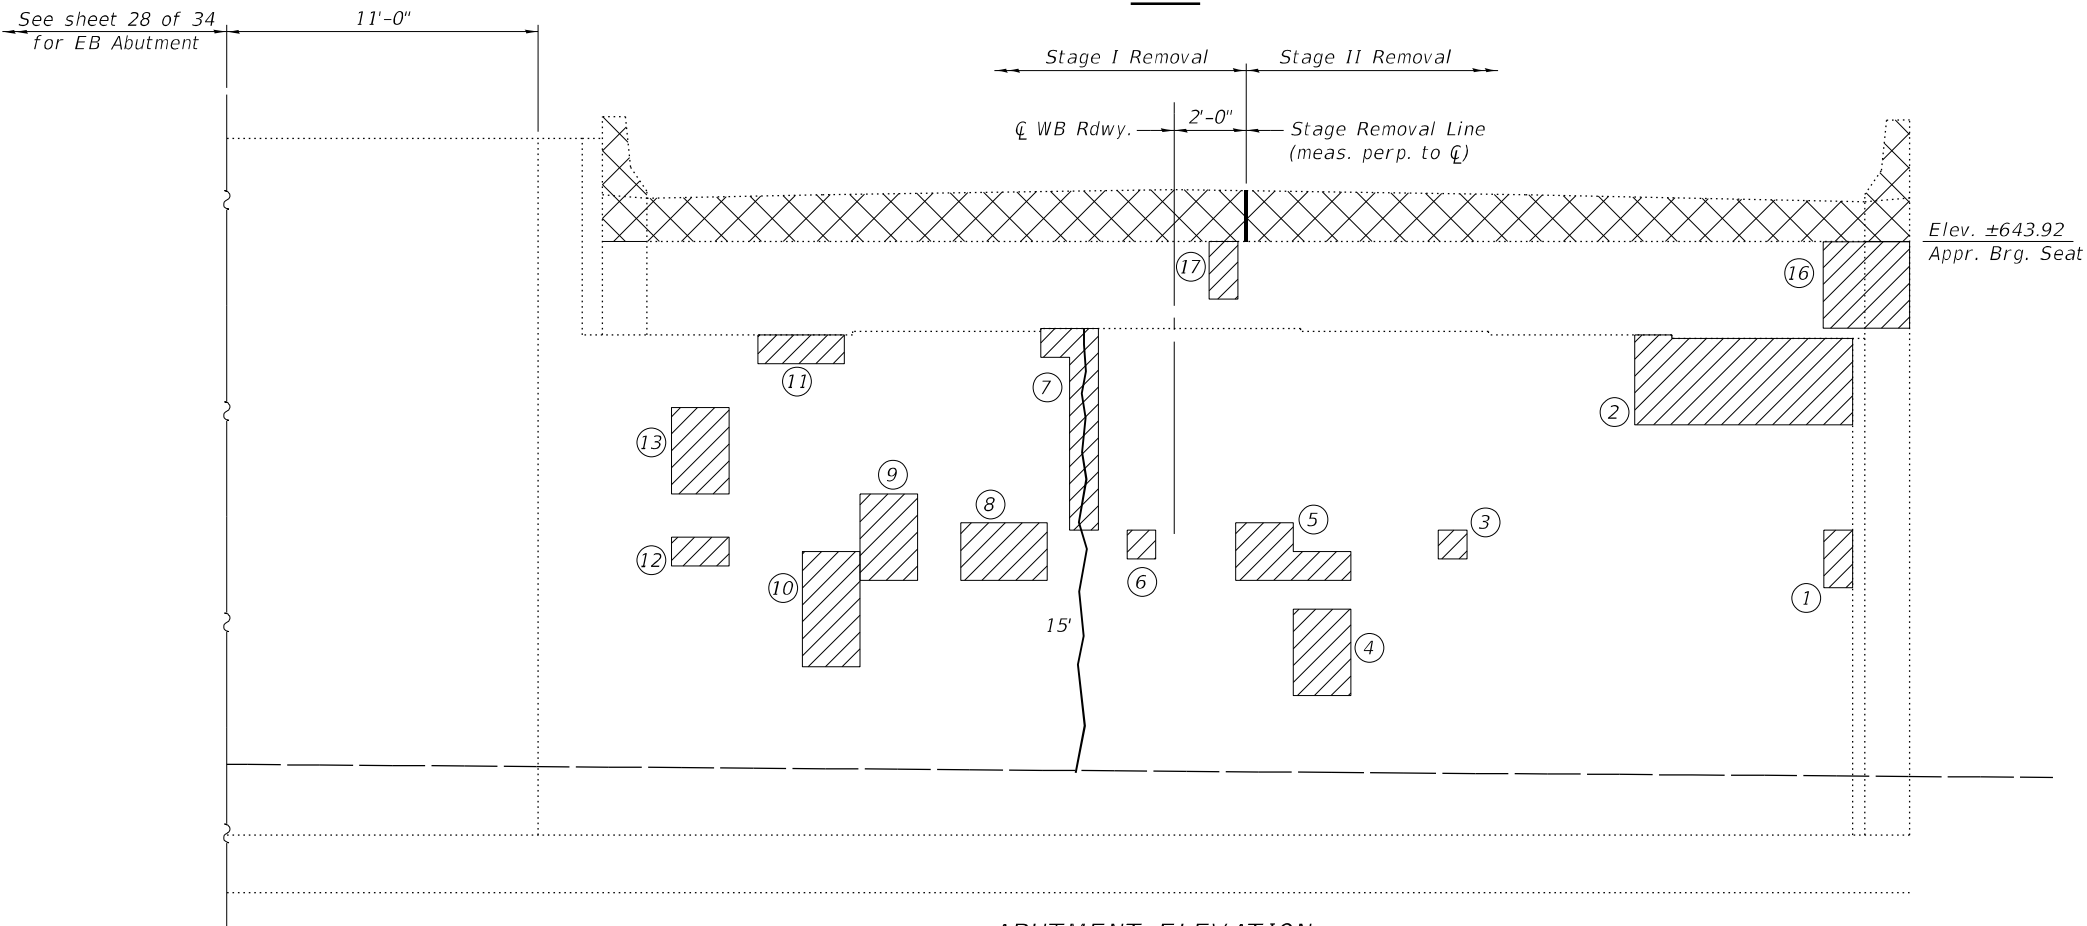 See sheet 28 of 34
for EB Abutment
11'-0"
Stage I Removal
Stage II Removal
℄ WB Rdwy.
2'-0"
Stage Removal Line
(meas. perp. to ℄)
Elev. ±643.92
Appr. Brg. Seat
17
16
11
7
2
13
9
8
5
3
12
10
6
1
15'
4
ABUTMENT ELEVATION